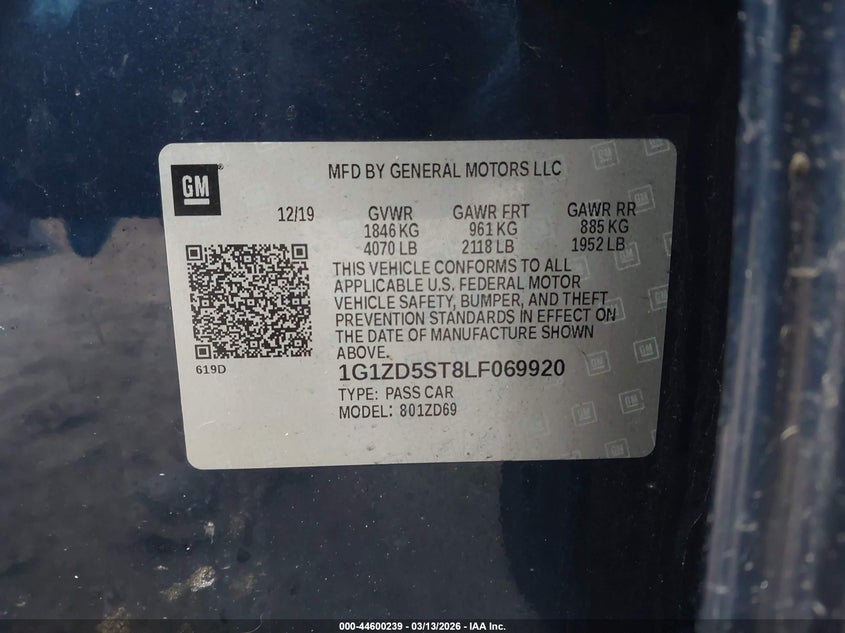 GM
MFD BY GENERAL MOTORS LLC
12/19 GVWR GAWR FRT GAWR RR
1846 KG 961 KG 885 KG
4070 LB 2118 LB 1952 LB
THIS VEHICLE CONFORMS TO ALL
APPLICABLE U.S. FEDERAL MOTOR
VEHICLE SAFETY, BUMPER, AND THEFT
PREVENTION STANDARDS IN EFFECT ON
THE DATE OF MANUFACTURE SHOWN
ABOVE.
619D
1G1ZD5ST8LF069920
TYPE: PASS CAR
MODEL: 801ZD69
000-44600239 - 03/13/2026 - IAA Inc.